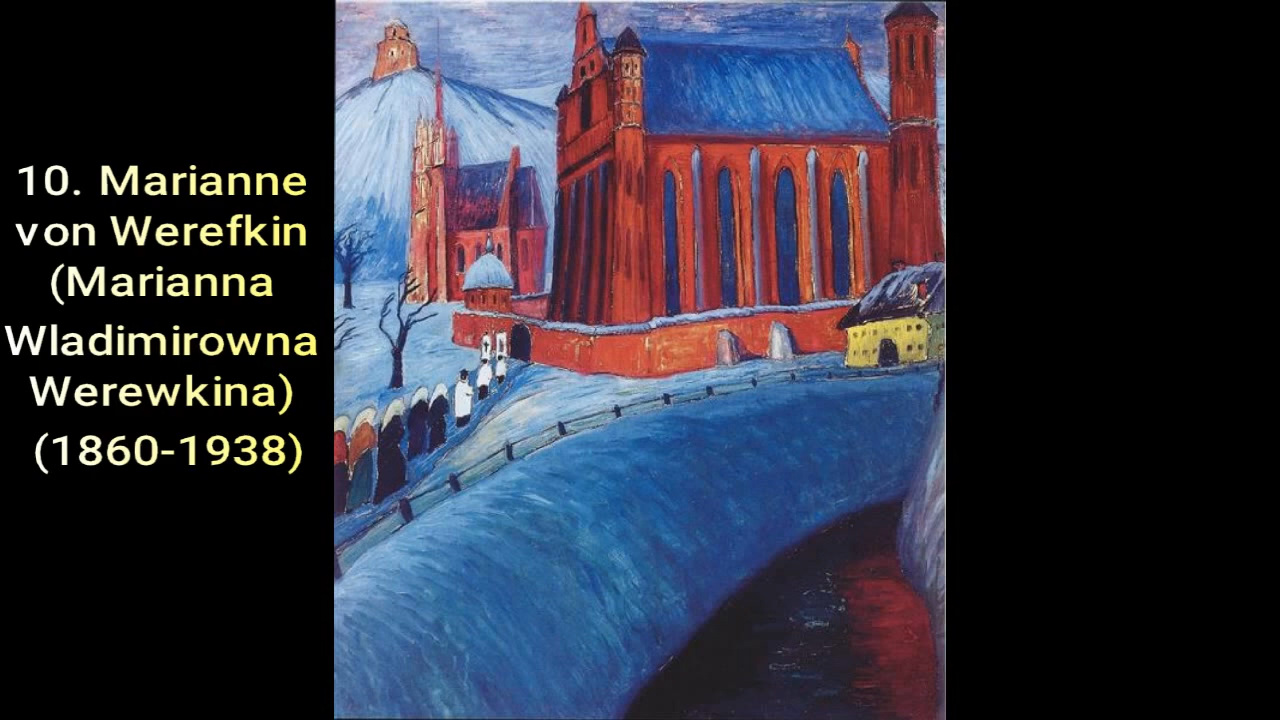 10. Marianne
von Werefkin
(Marianna
Wladimirowna
Werewkina)
(1860-1938)